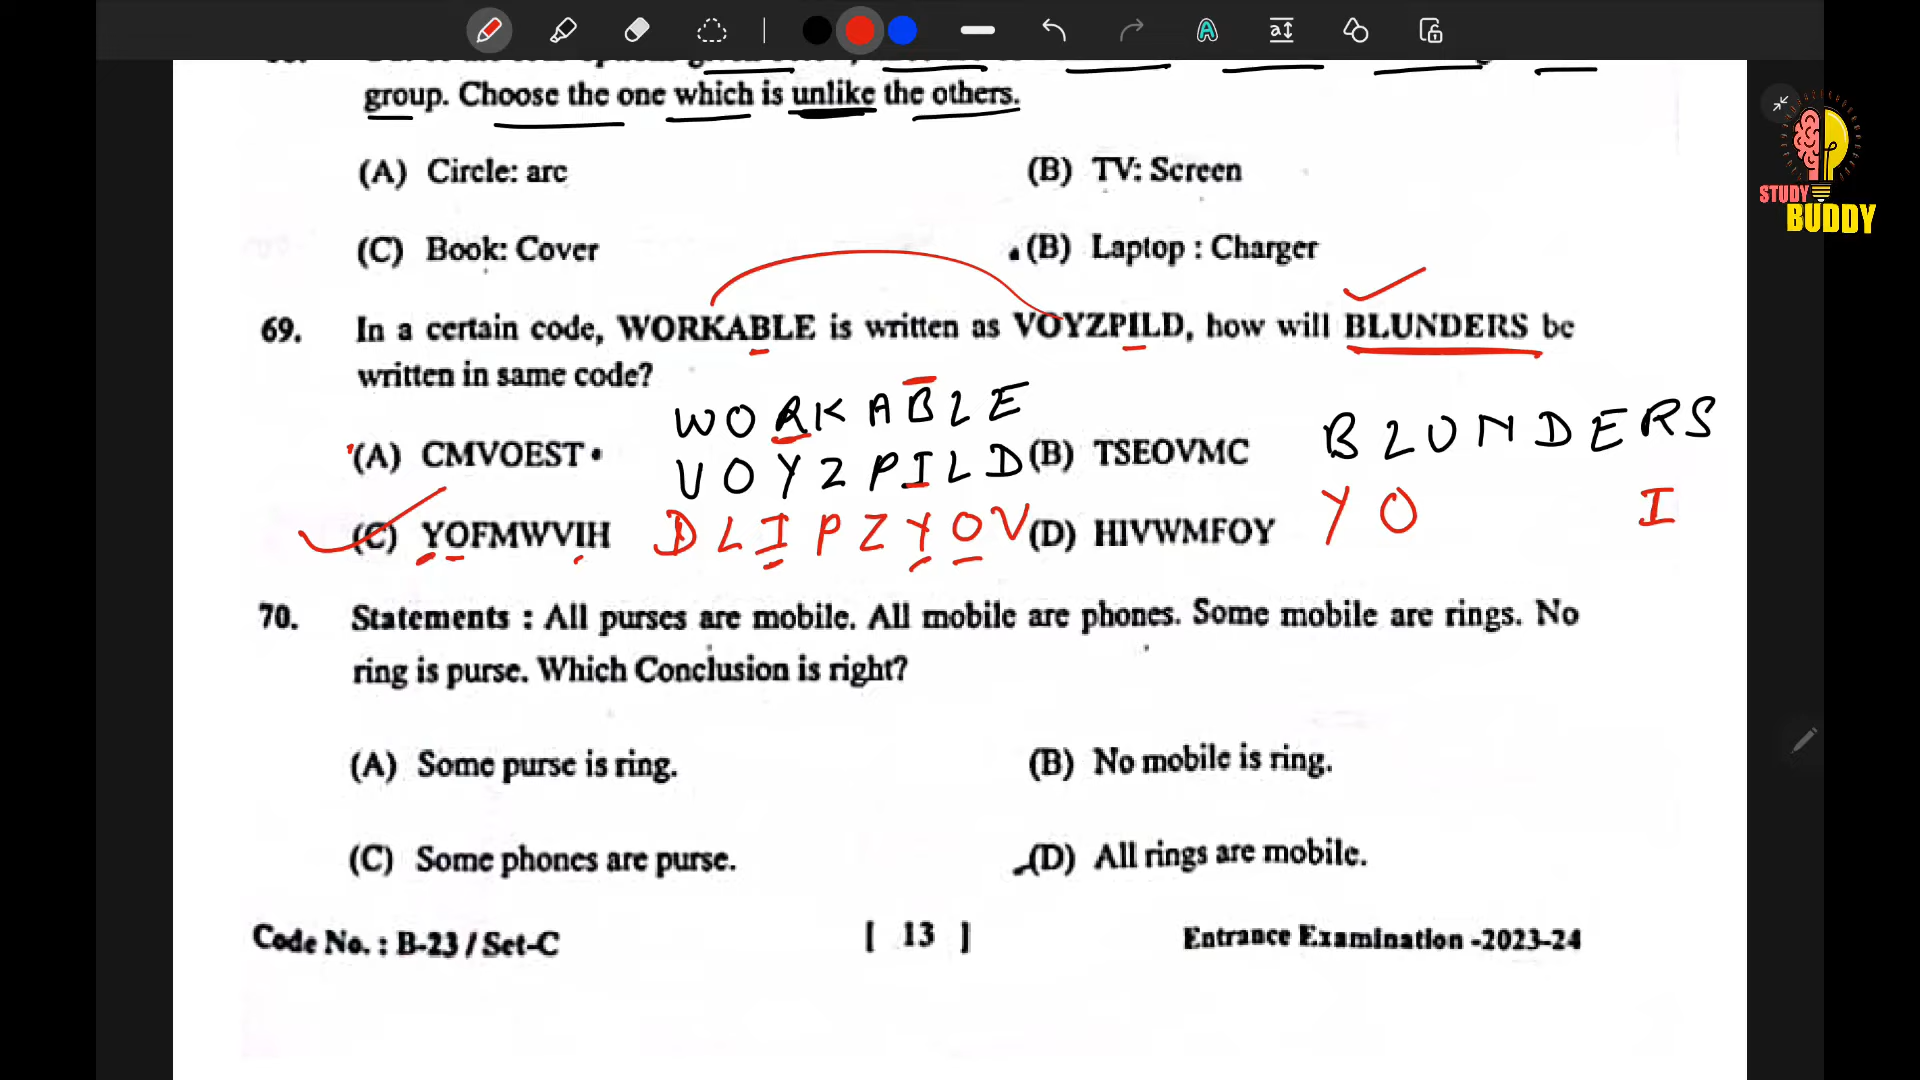 group. Choose the one which is unlike the others.
(A) Circle: arc
(B) TV: Screen
(C) Book: Cover
(B) Laptop : Charger
STUDY
BUDDY
69. In a certain code, WORKABLE is written as VOYZPILD, how will BLUNDERS be
written in same code?
WORKABLE
BLUNDERS
(A) CMVOEST
VOYZPILD
(B) TSEOVMC
(C) YOFMWVIH
DLIPZYOV
(D) HIVWMFOY
Y O I
70. Statements : All purses are mobile. All mobile are phones. Some mobile are rings. No
ring is purse. Which Conclusion is right?
(A) Some purse is ring.
(B) No mobile is ring.
(C) Some phones are purse.
(D) All rings are mobile.
Code No. : B-23 / Set-C
[ 13 ]
Entrance Examination -2023-24